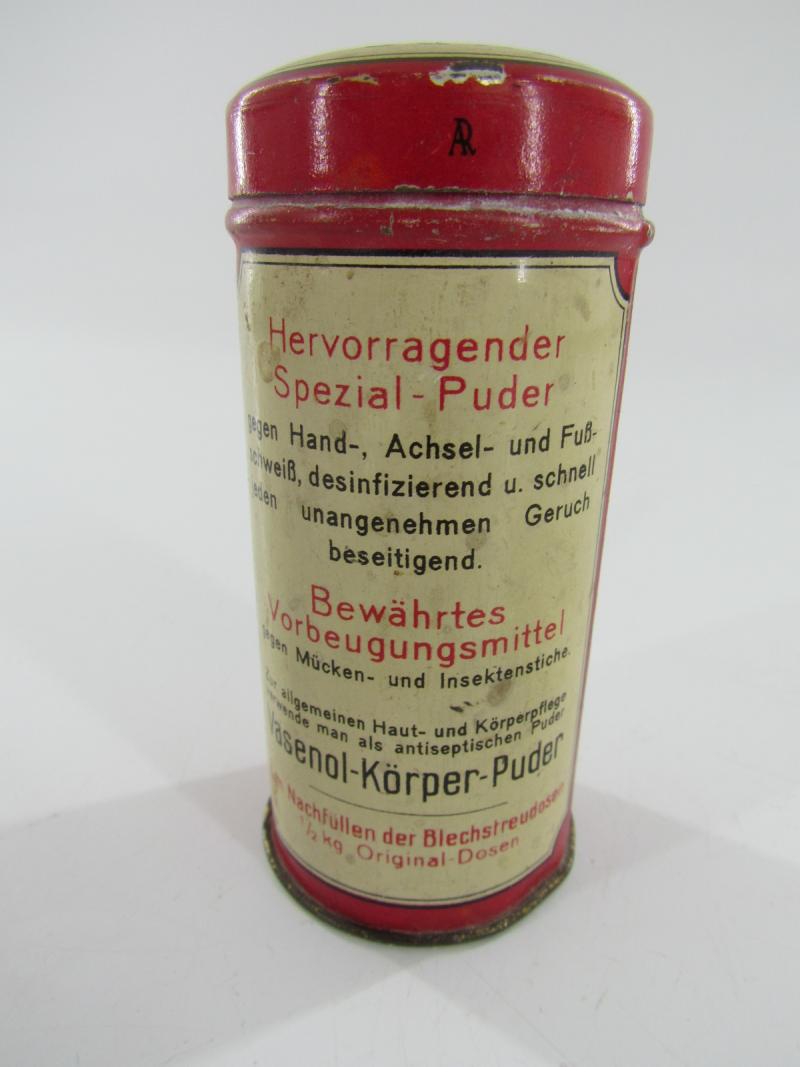 AR
Hervorragender
Spezial-Puder
gegen Hand-, Achsel- und Fuß-
schweiß, desinfizierend u. schnell
jeden unangenehmen Geruch
beseitigend.
Bewährtes
Vorbeugungsmittel
gegen Mücken- und Insektenstiche.
Zur allgemeinen Haut- und Körperpflege
verwende man als antiseptischen Puder
Vasenol-Körper-Puder
Nachfüllen der Blechstreudosen
½ kg Original-Dosen